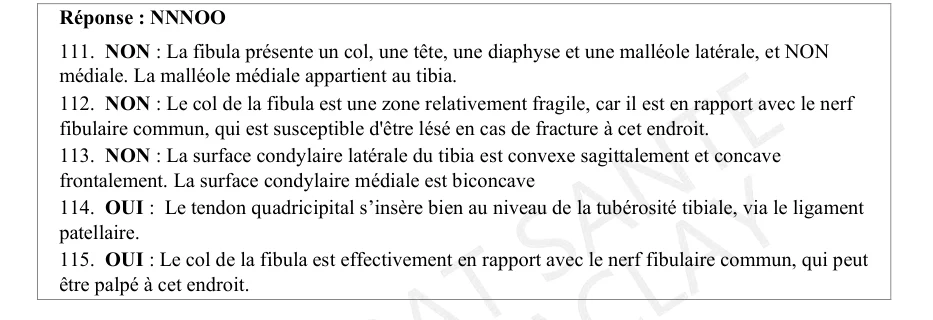 Réponse : NNNOO
111. NON : La fibula présente un col, une tête, une diaphyse et une malléole latérale, et NON
médiale. La malléole médiale appartient au tibia.
112. NON : Le col de la fibula est une zone relativement fragile, car il est en rapport avec le nerf
fibulaire commun, qui est susceptible d'être lésé en cas de fracture à cet endroit.
113. NON : La surface condylaire latérale du tibia est convexe sagittalement et concave
frontalement. La surface condylaire médiale est biconcave
114. OUI : Le tendon quadricipital s’insère bien au niveau de la tubérosité tibiale, via le ligament
patellaire.
115. OUI : Le col de la fibula est effectivement en rapport avec le nerf fibulaire commun, qui peut
être palpé à cet endroit.
AT SANTE
ACLAY